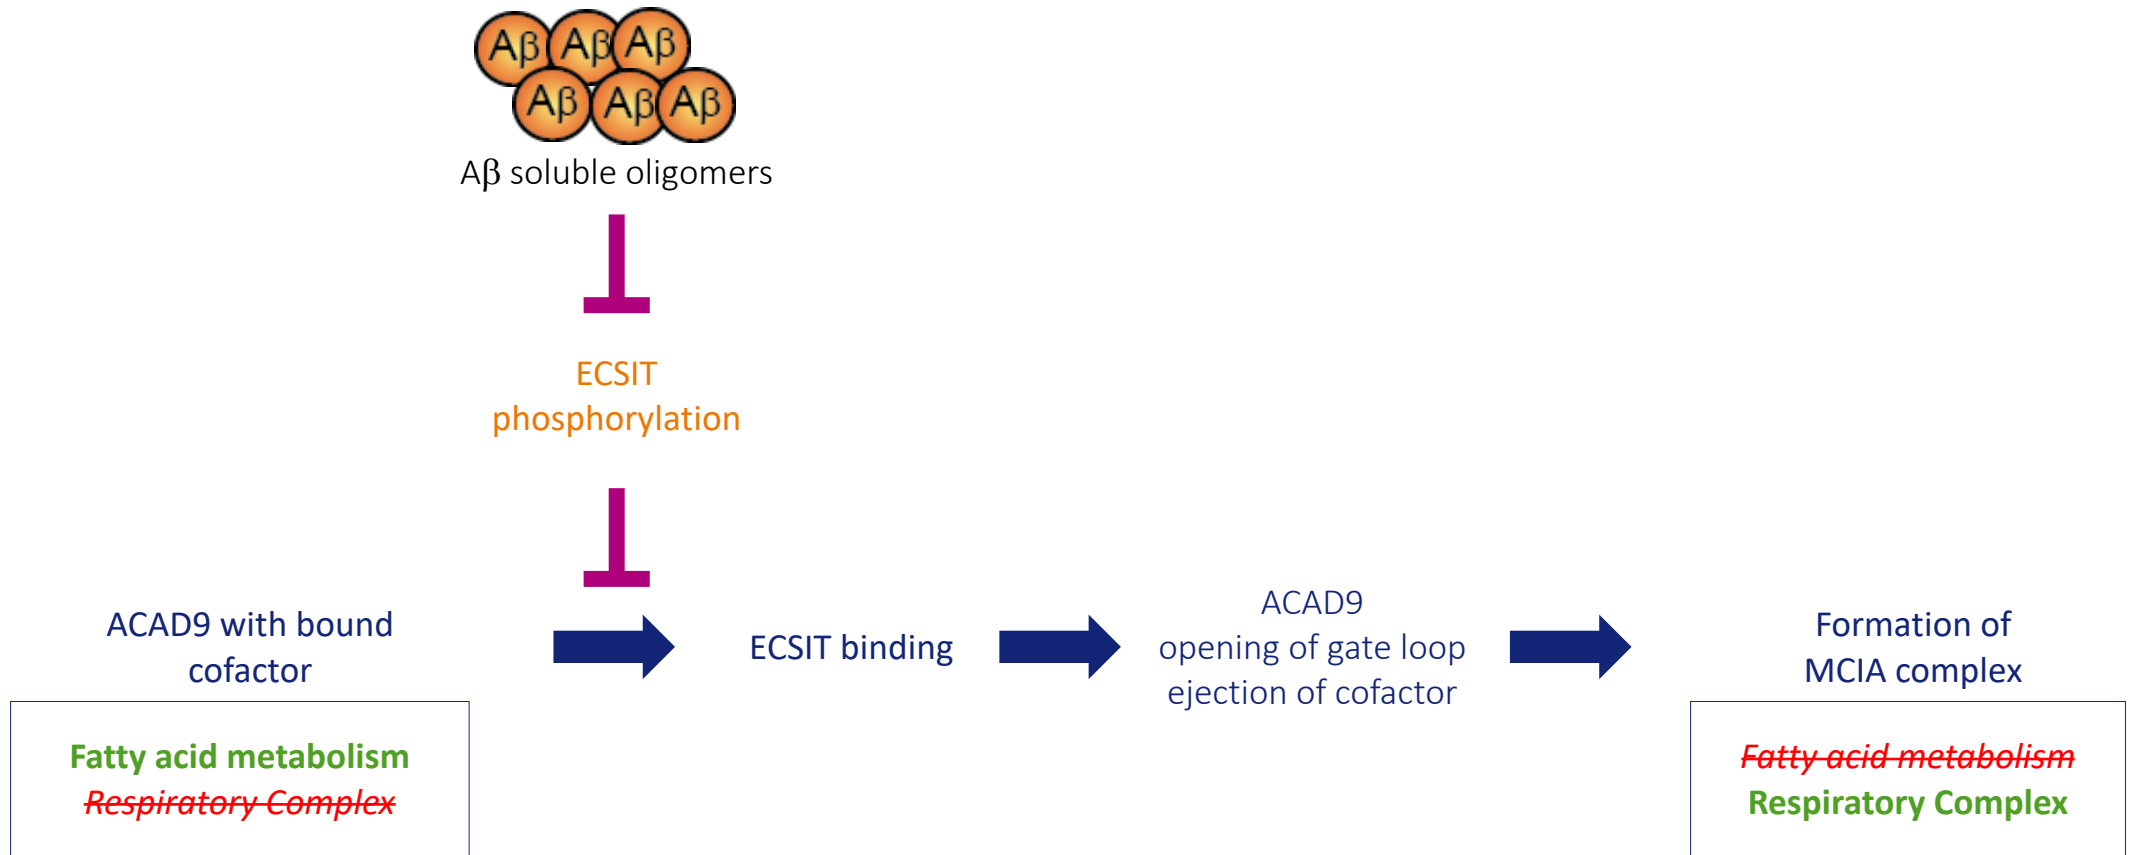 Aβ Aβ Aβ
Aβ Aβ Aβ
Aβ soluble oligomers
ECSIT
phosphorylation
ACAD9 with bound
cofactor
Fatty acid metabolism
Respiratory Complex
ECSIT binding
ACAD9
opening of gate loop
ejection of cofactor
Formation of
MCIA complex
Fatty acid metabolism
Respiratory Complex